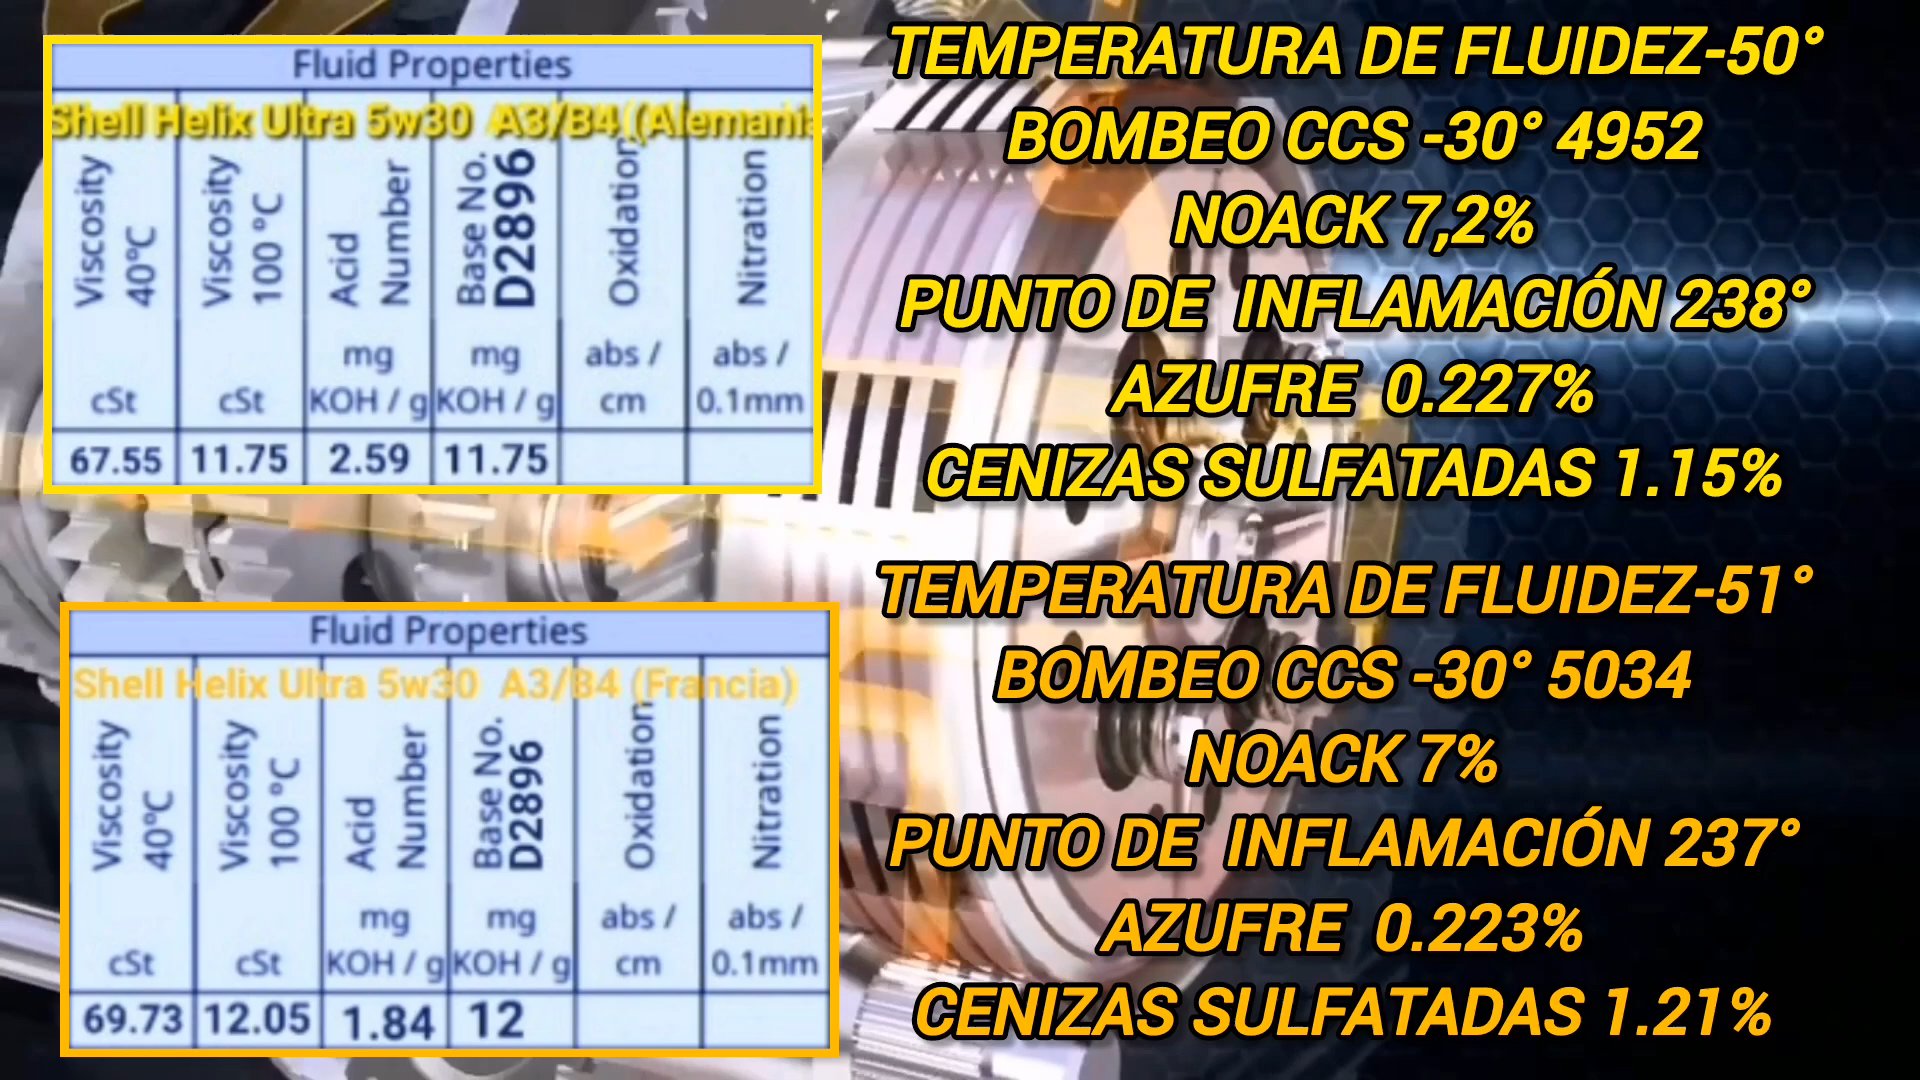 Fluid Properties
Shell Helix Ultra 5w30 A3/B4 (Alemania
Viscosity 40°C
Viscosity 100 °C
Acid Number
Base No. D2896
Oxidation
Nitration
cSt
cSt
mg KOH / g
mg KOH / g
abs / cm
abs / 0.1mm
67.55 11.75 2.59 11.75
TEMPERATURA DE FLUIDEZ-50°
BOMBEO CCS -30° 4952
NOACK 7,2%
PUNTO DE INFLAMACIÓN 238°
AZUFRE 0.227%
CENIZAS SULFATADAS 1.15%
Fluid Properties
Shell Helix Ultra 5w30 A3/B4 (Francia)
Viscosity 40°C
Viscosity 100 °C
Acid Number
Base No. D2896
Oxidation
Nitration
cSt
cSt
mg KOH / g
mg KOH / g
abs / cm
abs / 0.1mm
69.73 12.05 1.84 12
TEMPERATURA DE FLUIDEZ-51°
BOMBEO CCS -30° 5034
NOACK 7%
PUNTO DE INFLAMACIÓN 237°
AZUFRE 0.223%
CENIZAS SULFATADAS 1.21%